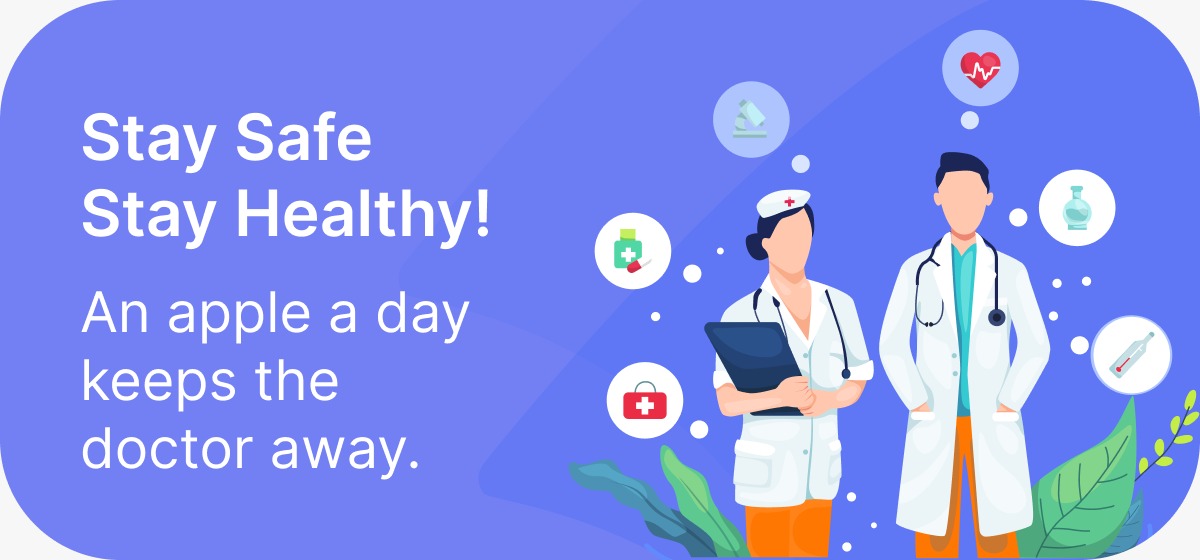 Stay Safe
Stay Healthy!
An apple a day
keeps the
doctor away.